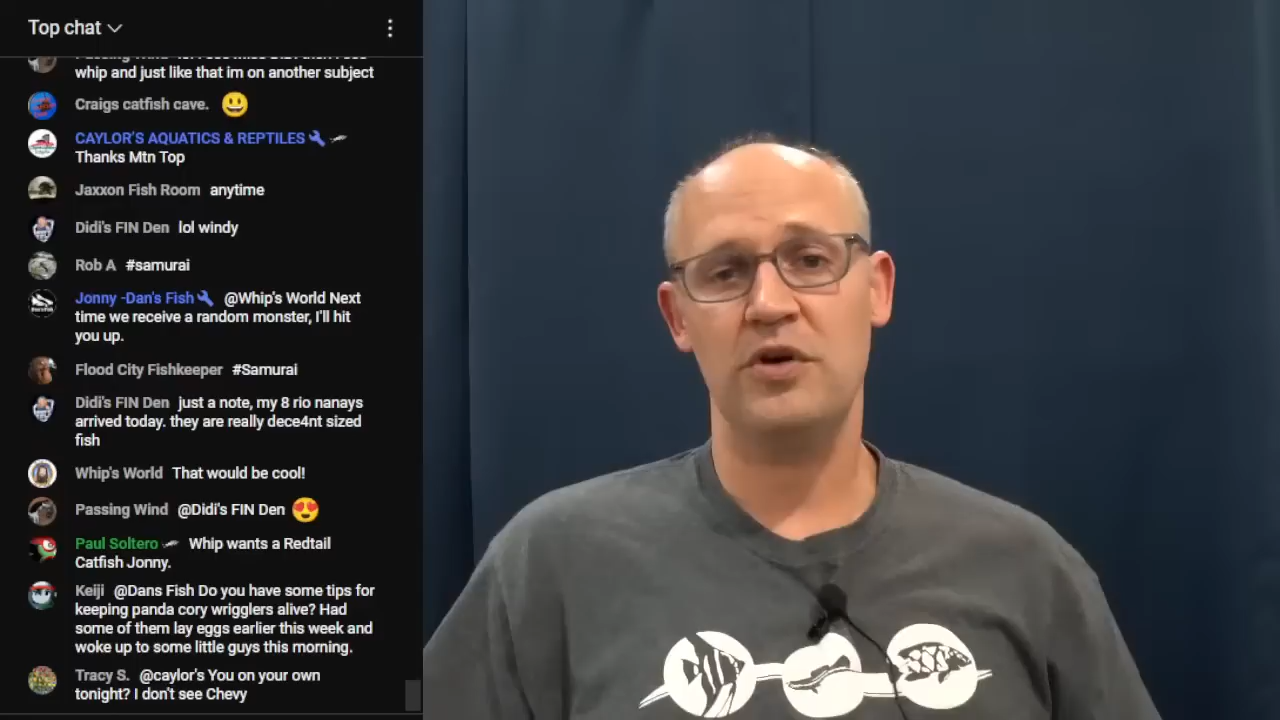 Top chat
whip and just like that im on another subject
Craigs catfish cave.
CAYLOR'S AQUATICS & REPTILES
Thanks Mtn Top
Jaxxon Fish Room anytime
Didi's FIN Den lol windy
Rob A #samurai
Jonny -Dan's Fish @Whip's World Next
time we receive a random monster, I'll hit
you up.
Flood City Fishkeeper #Samurai
Didi's FIN Den just a note, my 8 rio nanays
arrived today. they are really dece4nt sized
fish
Whip's World That would be cool!
Passing Wind @Didi's FIN Den
Paul Soltero Whip wants a Redtail
Catfish Jonny.
Keiji @Dans Fish Do you have some tips for
keeping panda cory wrigglers alive? Had
some of them lay eggs earlier this week and
woke up to some little guys this morning.
Tracy S. @caylor's You on your own
tonight? I don't see Chevy